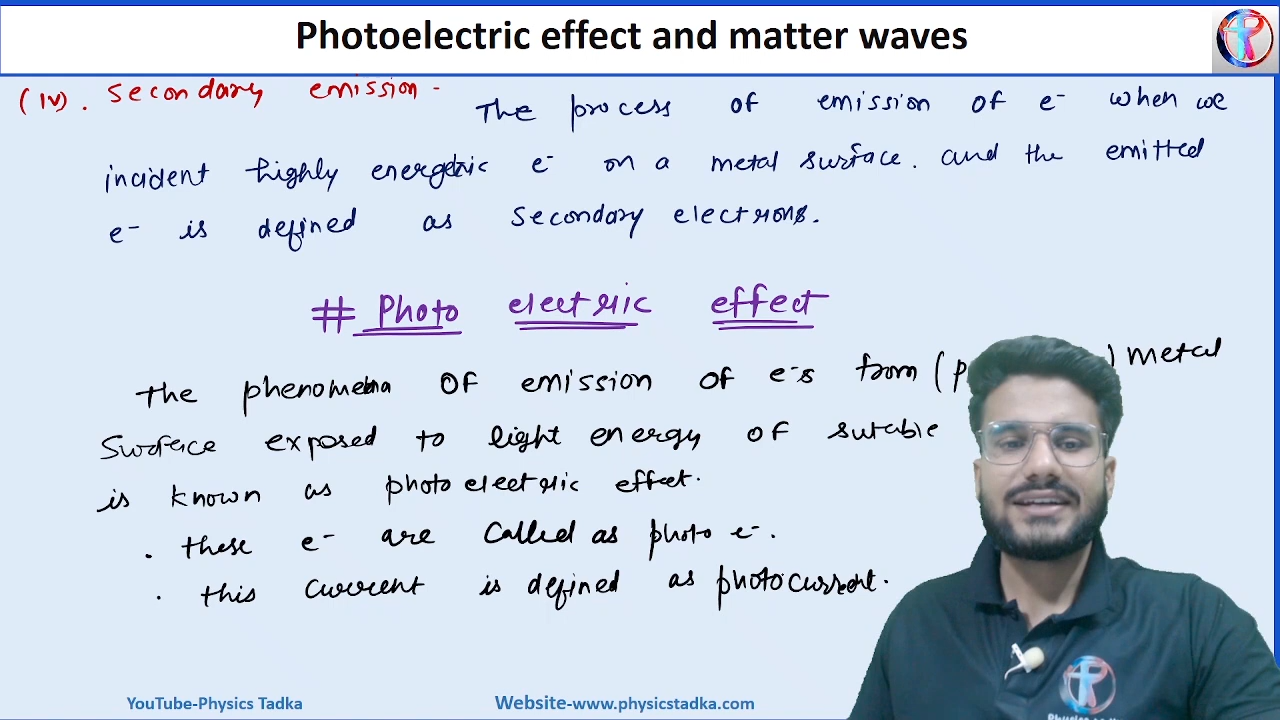 Photoelectric effect and matter waves
(iv). Secondary emission. The process of emission of e⁻ when we
incident highly energetic e⁻ on a metal surface. and the emitted
e⁻ is defined as secondary electrons.
# Photo electric effect
The phenomena of emission of e⁻s from ( ) metal
Surface exposed to light energy of sutable
is known as photo electric effect.
• these e⁻ are called as photo e⁻.
• this current is defined as photocurrent.
YouTube-Physics Tadka
Website-www.physicstadka.com